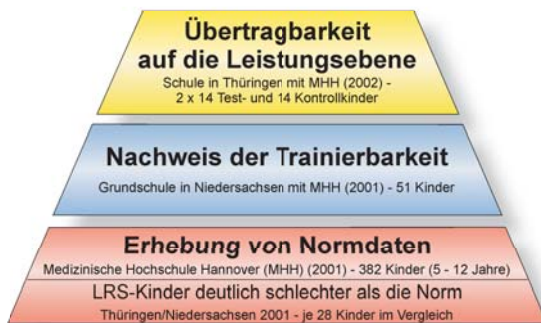 Übertragbarkeit
auf die Leistungsebene
Schule in Thüringen mit MHH (2002) -
2 x 14 Test- und 14 Kontrollkinder
Nachweis der Trainierbarkeit
Grundschule in Niedersachsen mit MHH (2001) - 51 Kinder
Erhebung von Normdaten
Medizinische Hochschule Hannover (MHH) (2001) - 382 Kinder (5 - 12 Jahre)
LRS-Kinder deutlich schlechter als die Norm
Thüringen/Niedersachsen 2001 - je 28 Kinder im Vergleich